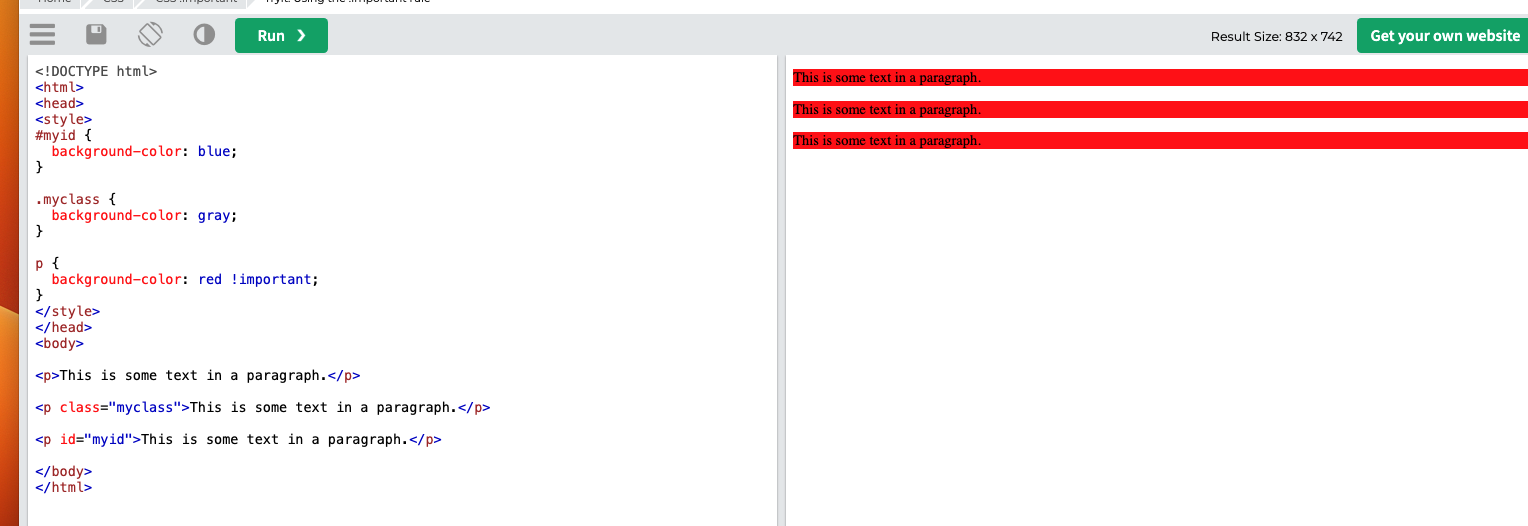 Home CSS CSS !important Tryit: Using the !important rule
Run ❯ Result Size: 832 x 742 Get your own website
<!DOCTYPE html>
<html>
<head>
<style>
#myid {
  background-color: blue;
}

.myclass {
  background-color: gray;
}

p {
  background-color: red !important;
}
</style>
</head>
<body>

<p>This is some text in a paragraph.</p>

<p class="myclass">This is some text in a paragraph.</p>

<p id="myid">This is some text in a paragraph.</p>

</body>
</html>
This is some text in a paragraph.
This is some text in a paragraph.
This is some text in a paragraph.